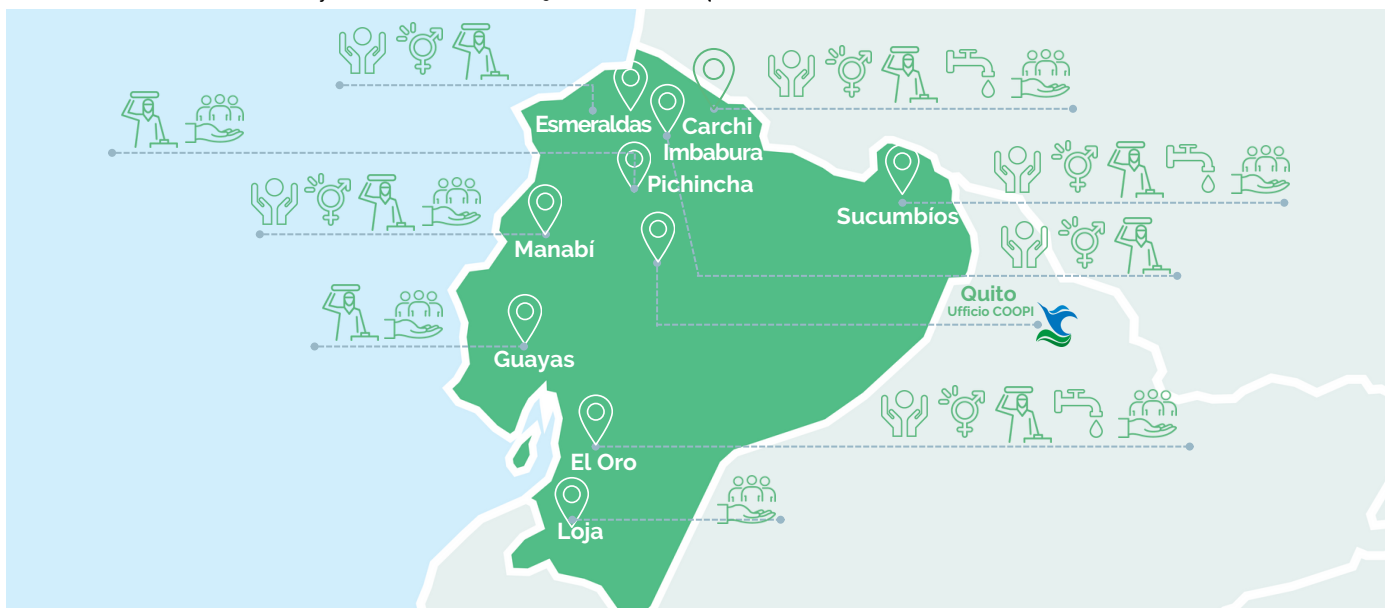 Esmeraldas
Carchi
Imbabura
Pichincha
Sucumbíos
Manabí
Quito
Ufficio COOPI
Guayas
El Oro
Loja